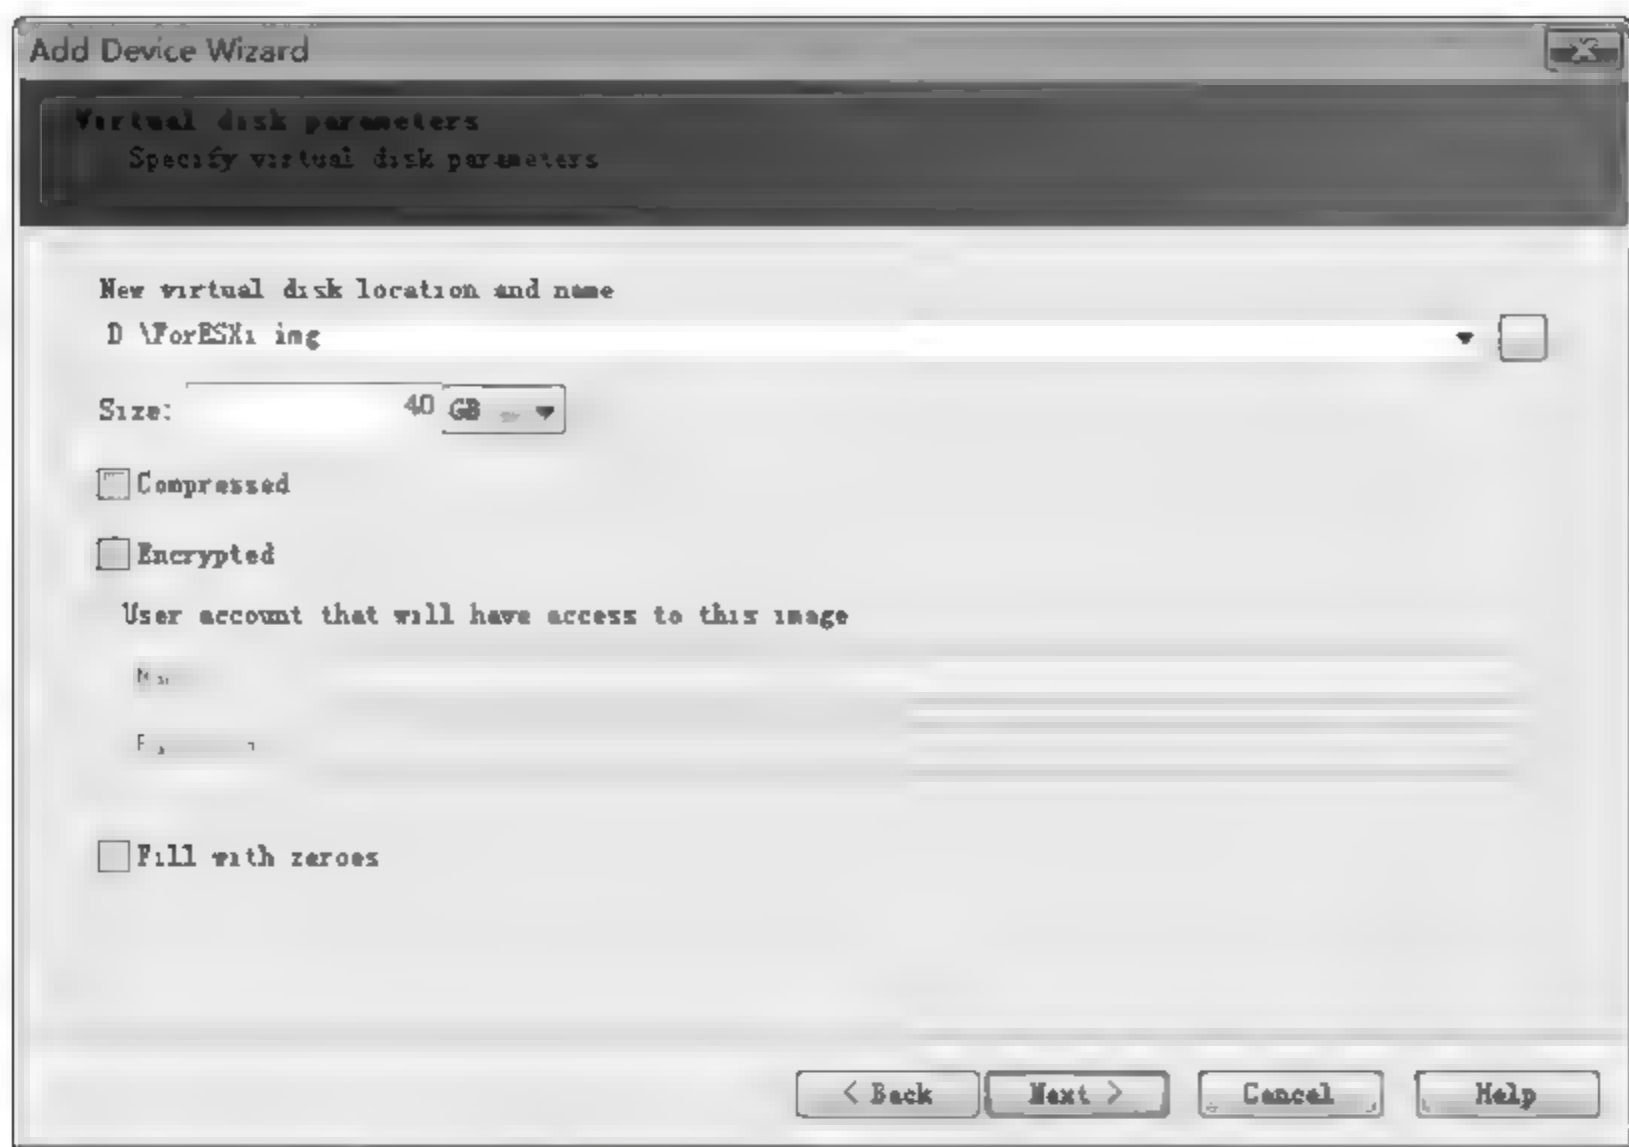 Add Device Wizard
Virtual disk parameters
Specify virtual disk parameters
New virtual disk location and name
D \ForESXi img
Size: 40 GB
Compressed
Encrypted
User account that will have access to this image
Fill with zeroes
< Back Next > Cancel Help